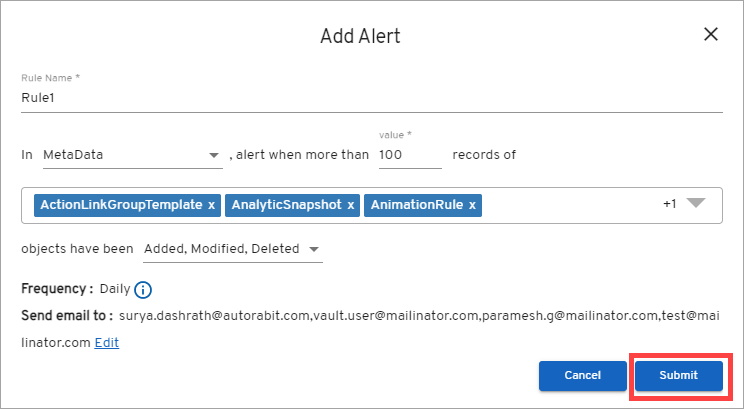 Add Alert
Rule Name *
Rule1
value *
In MetaData , alert when more than 100 records of
ActionLinkGroupTemplate x AnalyticSnapshot x AnimationRule x +1
objects have been Added, Modified, Deleted
Frequency : Daily
Send email to : surya.dashrath@autorabit.com,vault.user@mailinator.com,paramesh.g@mailinator.com,test@mai
linator.com Edit
Cancel Submit